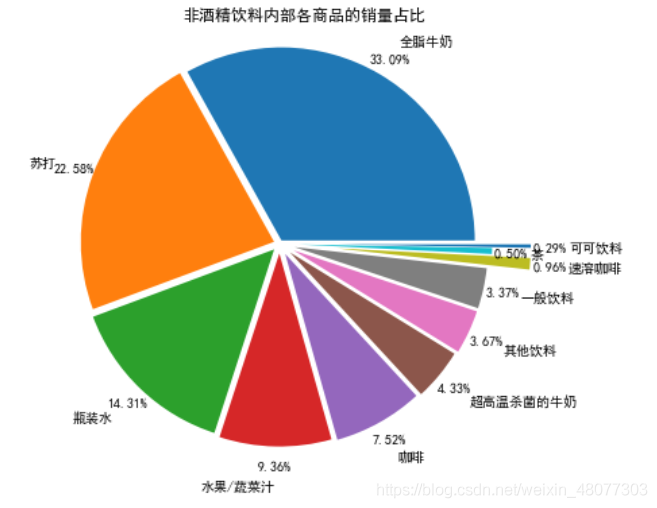 非酒精饮料内部各商品的销量占比
全脂牛奶
33.09%
苏打
22.58%
0.29% 可可饮料
0.50% 茶
0.96% 速溶咖啡
3.37% 一般饮料
3.67% 其他饮料
4.33%
超高温杀菌的牛奶
14.31%
瓶装水
7.52%
咖啡
9.36%
水果/蔬菜汁
https://blog.csdn.net/weixin_48077303